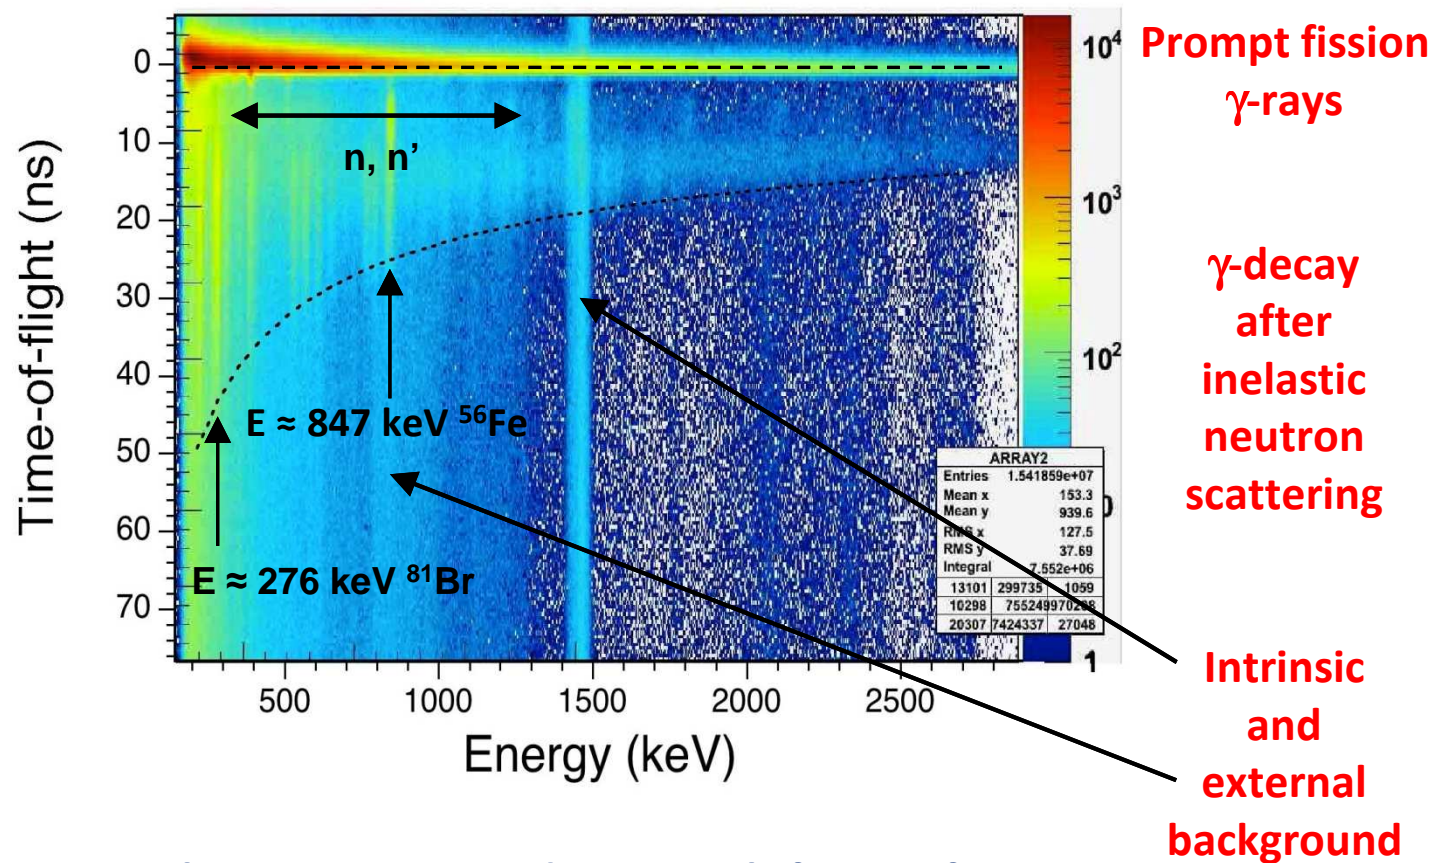 Prompt fission
γ-rays
γ-decay
after
inelastic
neutron
scattering
Intrinsic
and
external
background
Time-of-flight (ns)
0
10
20
30
40
50
60
70
n, n’
E ≈ 847 keV ⁵⁶Fe
E ≈ 276 keV ⁸¹Br
500
1000
1500
2000
2500
Energy (keV)
10⁴
10³
10²
1
ARRAY2
Entries 1.541859e+07
Mean x 153.3
Mean y 939.6
RMS x 127.5
RMS y 37.69
Integral 7.552e+06
13101 299735 1059
10298
20307 7424337 27048